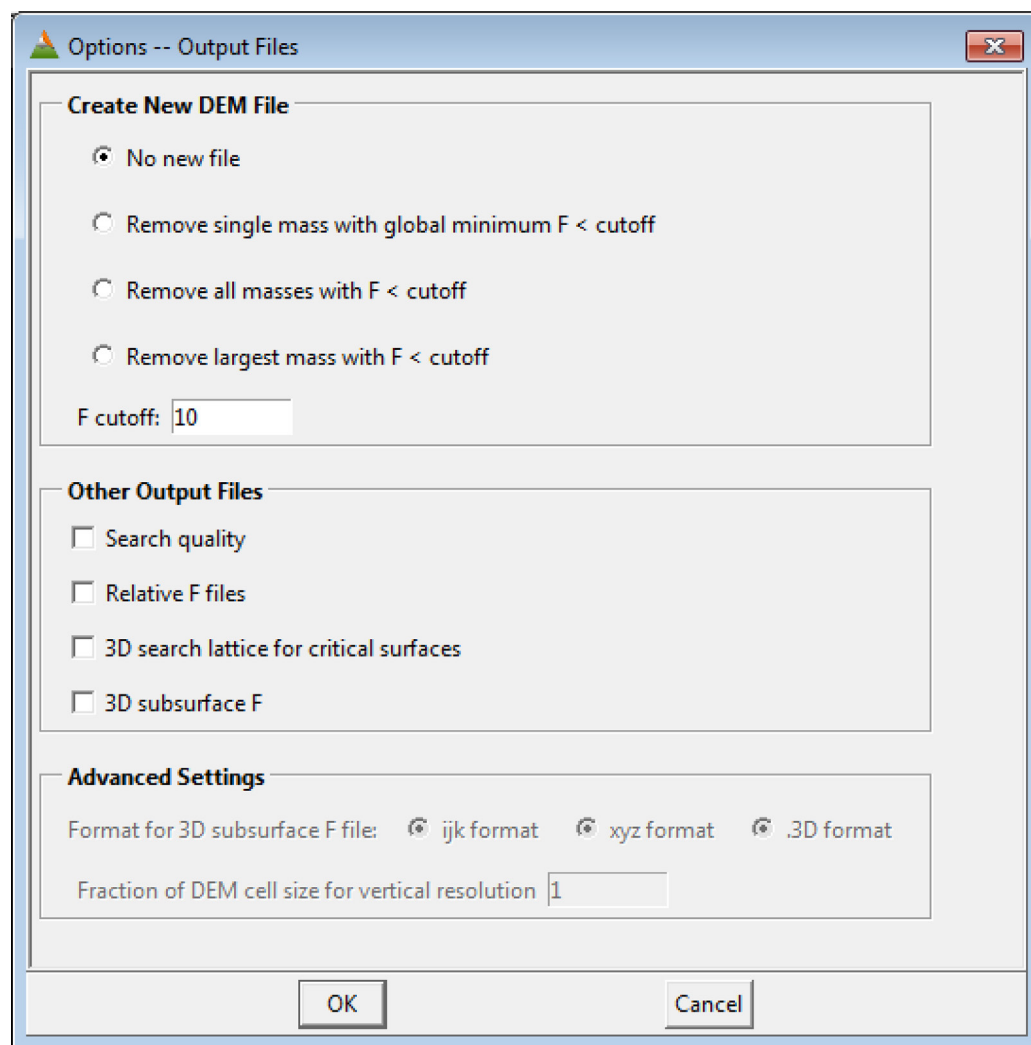 Options -- Output Files
Create New DEM File
No new file
Remove single mass with global minimum F < cutoff
Remove all masses with F < cutoff
Remove largest mass with F < cutoff
F cutoff: 10
Other Output Files
Search quality
Relative F files
3D search lattice for critical surfaces
3D subsurface F
Advanced Settings
Format for 3D subsurface F file: ijk format xyz format .3D format
Fraction of DEM cell size for vertical resolution 1
OK Cancel